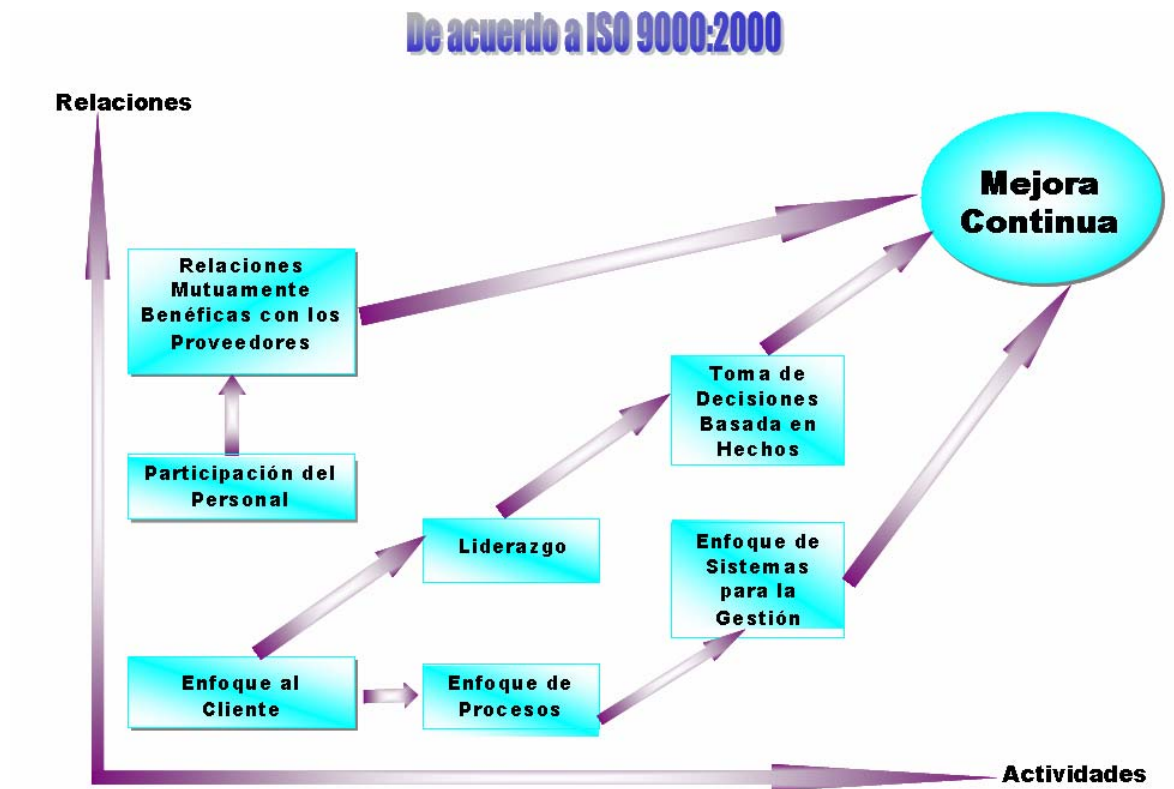 De acuerdo a ISO 9000:2000
Relaciones
Mejora
Continua
Relaciones
Mutuamente
Benéficas con los
Proveedores
Toma de
Decisiones
Basada en
Hechos
Participación del
Personal
Liderazgo
Enfoque de
Sistemas
para la
Gestión
Enfoque al
Cliente
Enfoque de
Procesos
Actividades